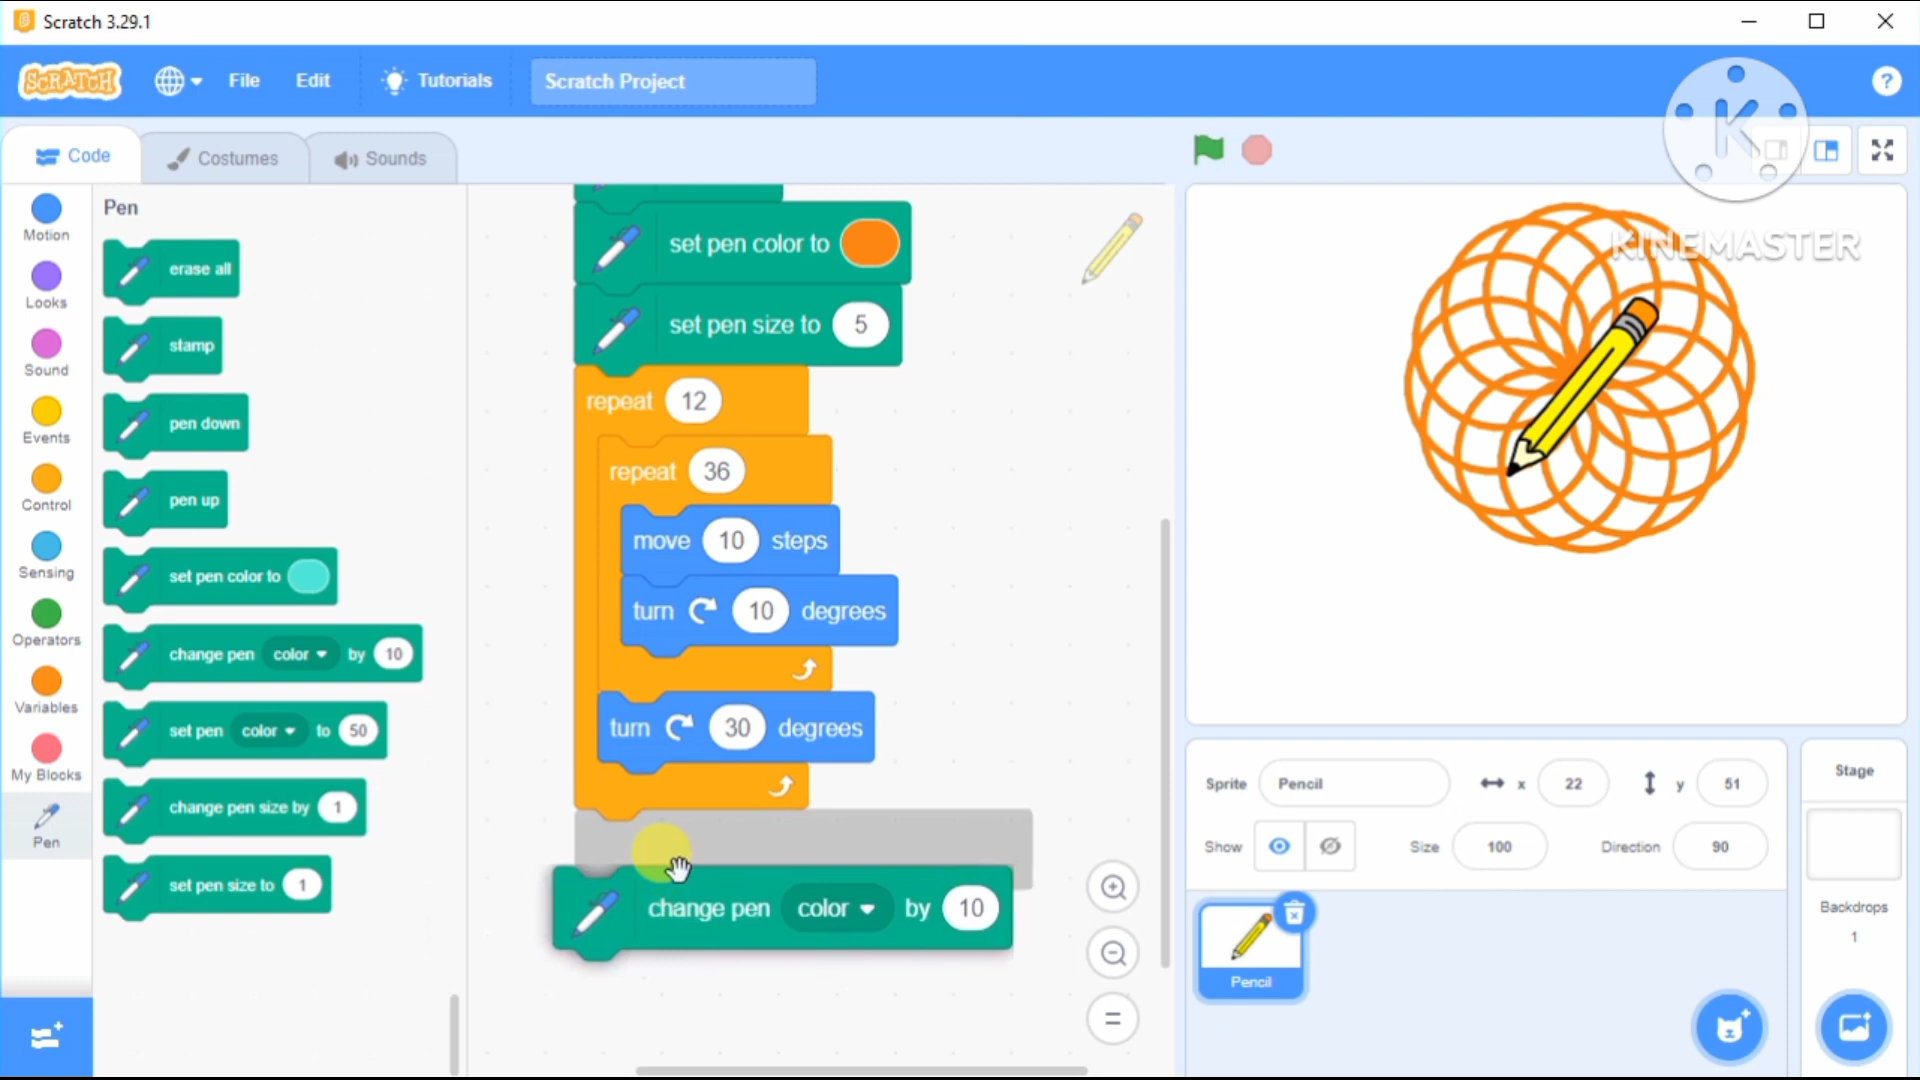 Scratch 3.29.1
SCRATCH
File
Edit
Tutorials
Scratch Project
?
K
KINEMASTER
Code
Costumes
Sounds
Motion
Looks
Sound
Events
Control
Sensing
Operators
Variables
My Blocks
Pen
Pen
erase all
stamp
pen down
pen up
set pen color to
change pen color by 10
set pen color to 50
change pen size by 1
set pen size to 1
set pen color to
set pen size to 5
repeat 12
repeat 36
move 10 steps
turn 10 degrees
turn 30 degrees
change pen color by 10
Sprite Pencil x 22 y 51
Show Size 100 Direction 90
Pencil
Stage
Backdrops
1